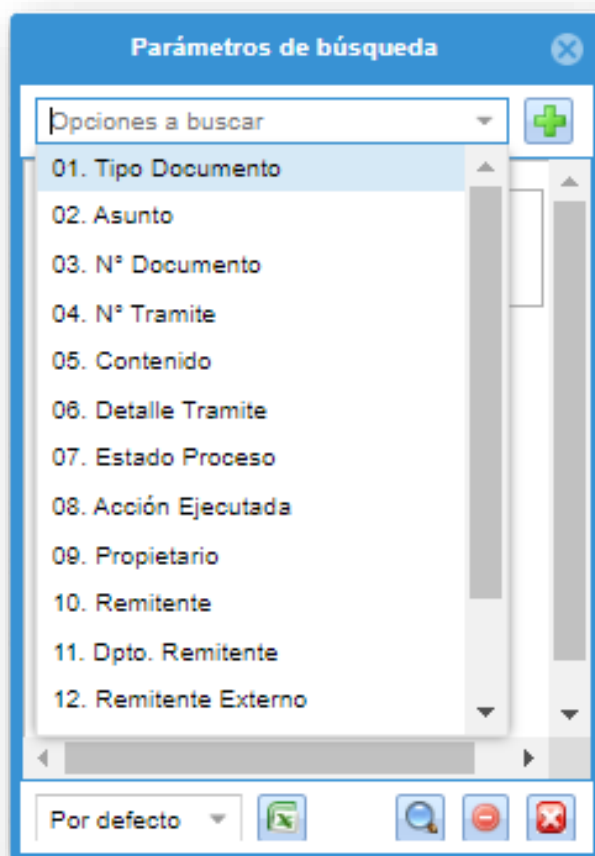 Parámetros de búsqueda
Opciones a buscar
01. Tipo Documento
02. Asunto
03. N° Documento
04. N° Tramite
05. Contenido
06. Detalle Tramite
07. Estado Proceso
08. Acción Ejecutada
09. Propietario
10. Remitente
11. Dpto. Remitente
12. Remitente Externo
Por defecto